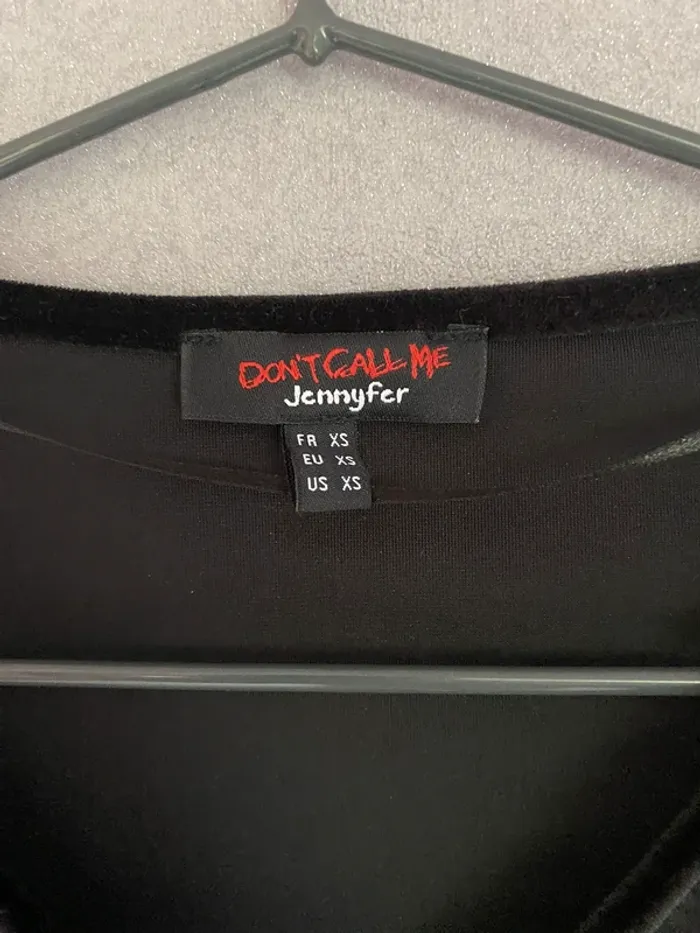 DON'T CALL ME
Jennyfer
FR XS
EU XS
US XS